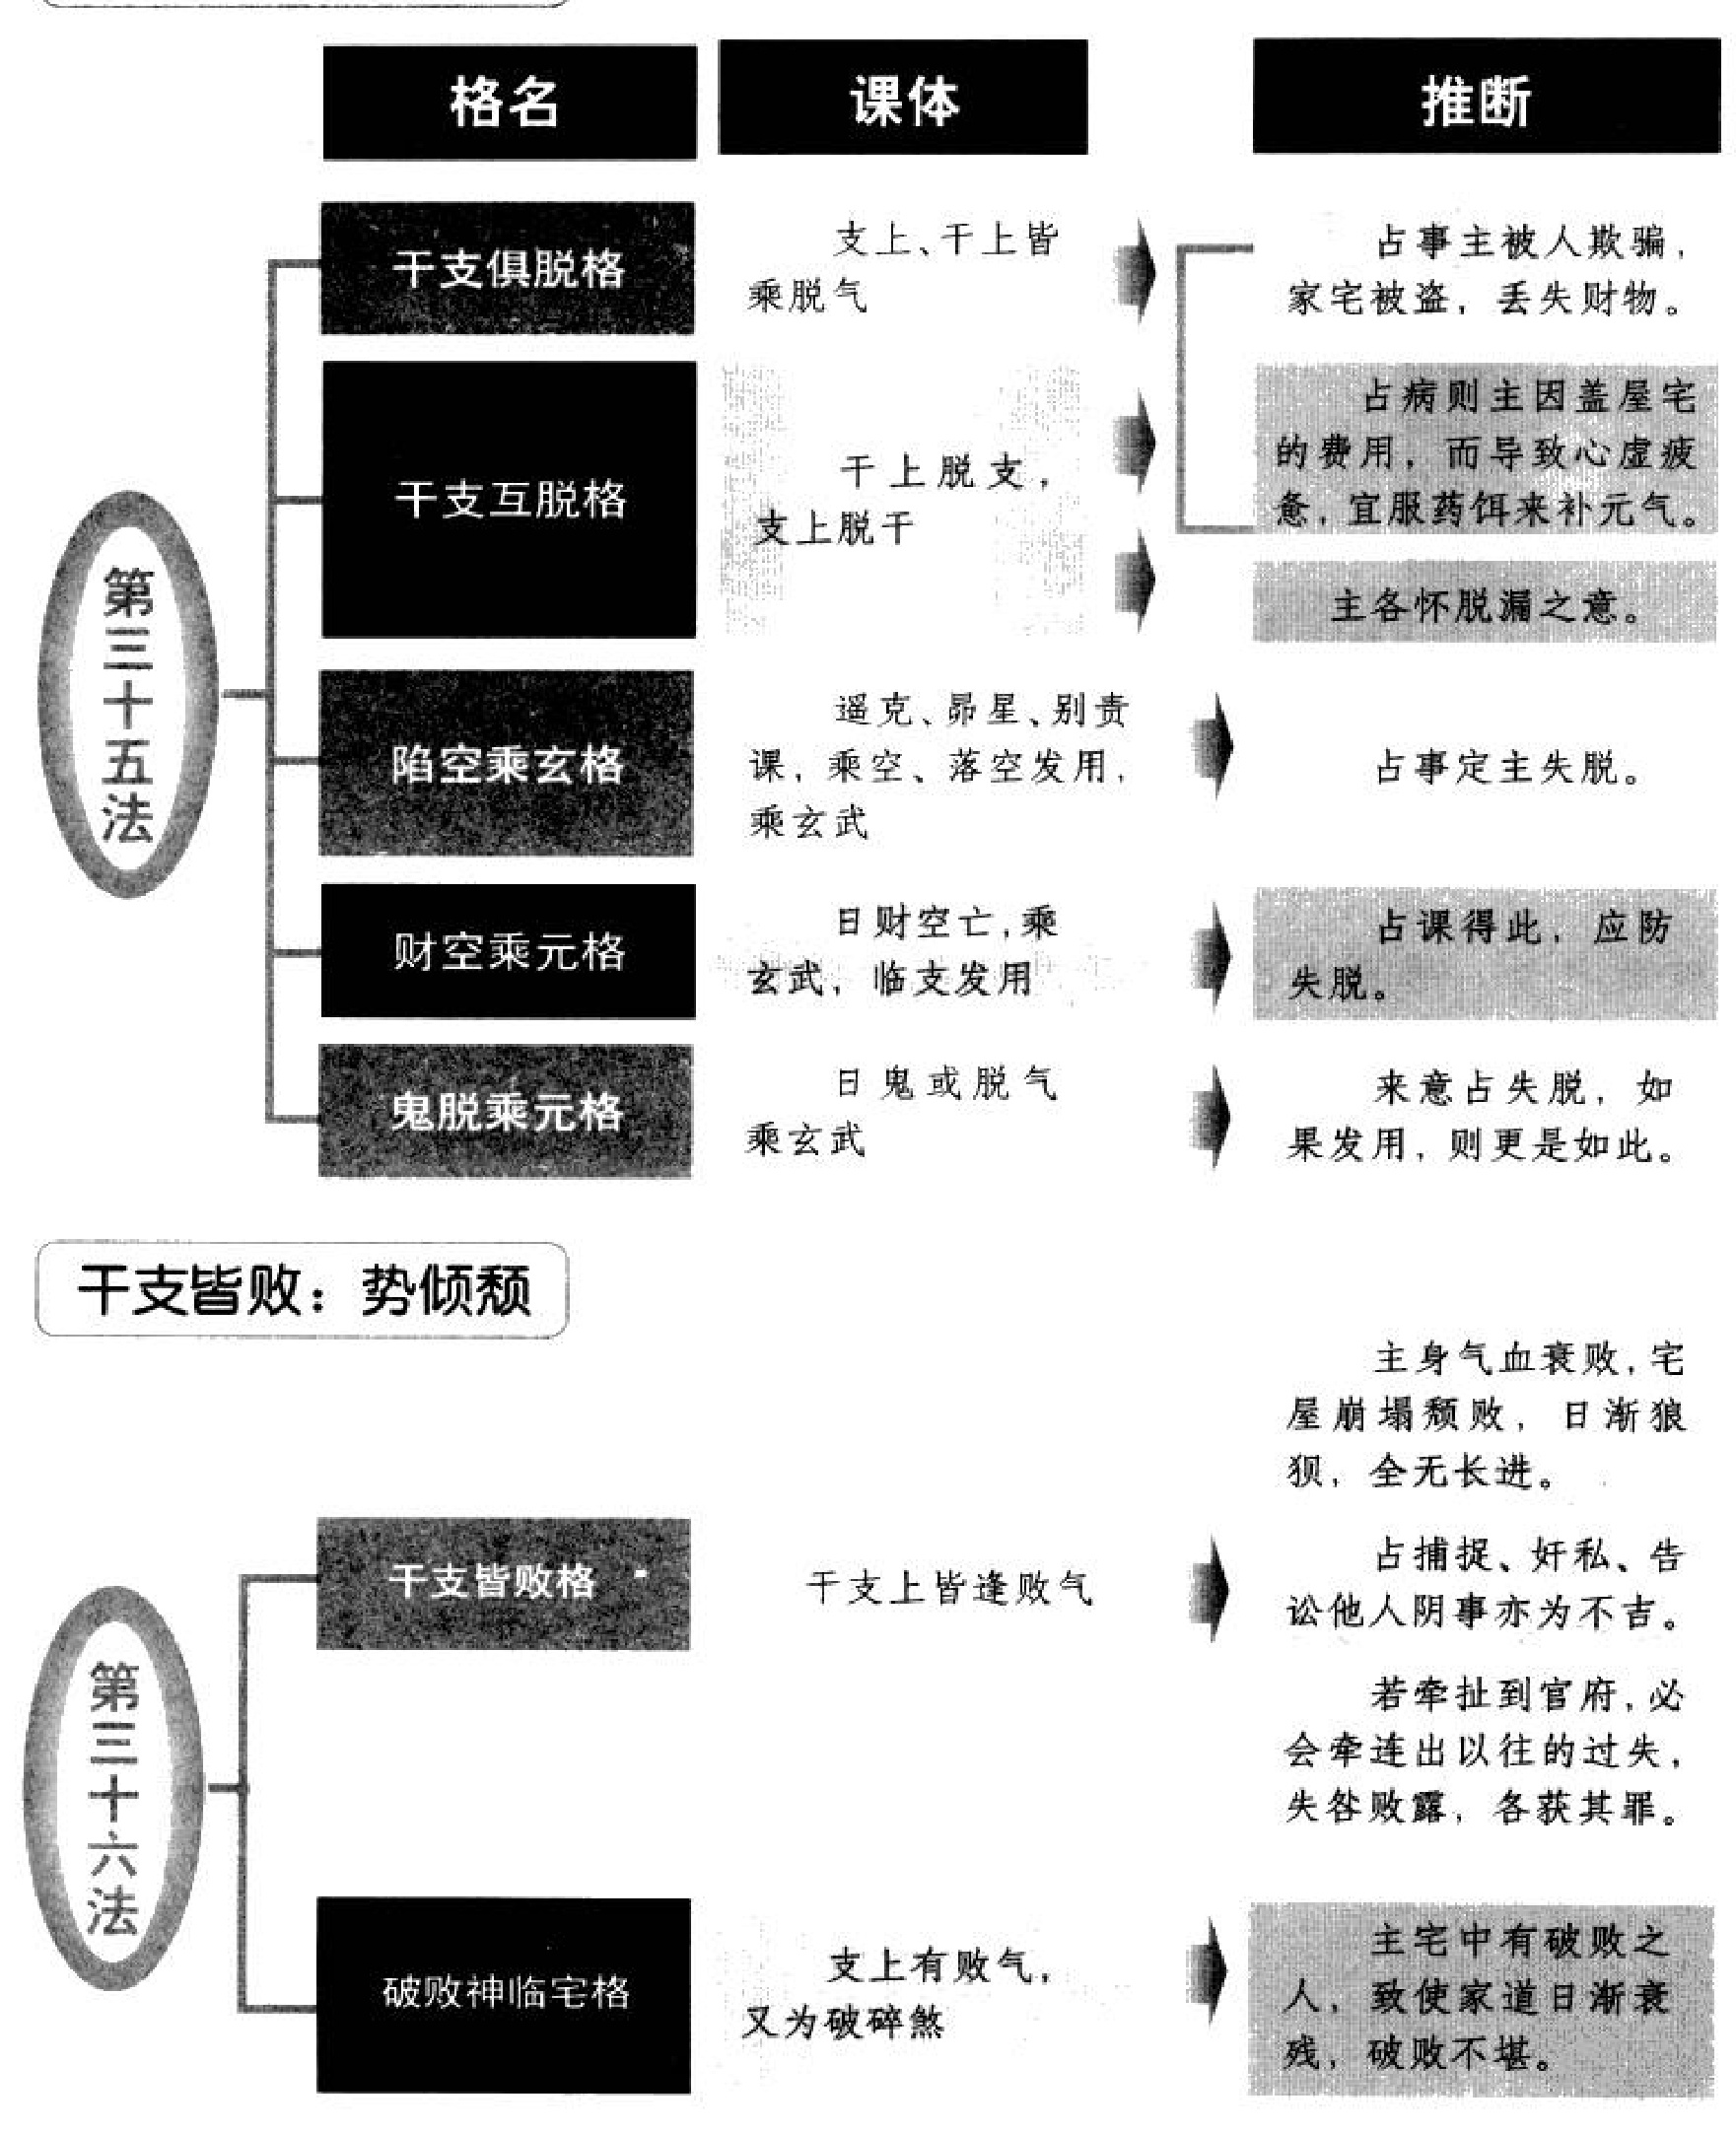 格名
课体
推断
第三十五法
干支俱脱格
支上、干上皆
乘脱气
占事主被人欺骗，
家宅被盗，丢失财物。
干支互脱格
干上脱支，
支上脱干
占病则主因盖屋宅
的费用，而导致心虚疲
惫，宜服药饵来补元气。
主各怀脱漏之意。
陷空乘玄格
遥克、昴星、别责
课，乘空、落空发用，
乘玄武
占事定主失脱。
财空乘元格
日财空亡，乘
玄武，临支发用
占课得此，应防
失脱。
鬼脱乘元格
日鬼或脱气
乘玄武
来意占失脱，如
果发用，则更是如此。
干支皆败：势倾颓
第三十六法
干支皆败格
干支上皆逢败气
主身气血衰败，宅
屋崩塌颓败，日渐狼
狈，全无长进。
占捕捉、奸私、告
讼他人阴事亦为不吉。
若牵扯到官府，必
会牵连出以往的过失，
失咎败露，各获其罪。
破败神临宅格
支上有败气，
又为破碎煞
主宅中有破败之
人，致使家道日渐衰
残，破败不堪。